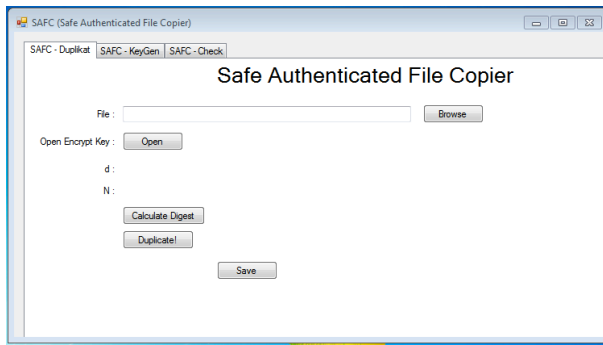 SAFC (Safe Authenticated File Copier)
SAFC - Duplikat SAFC - KeyGen SAFC - Check
Safe Authenticated File Copier
File : Browse
Open Encrypt Key : Open
d :
N :
Calculate Digest
Duplicate!
Save